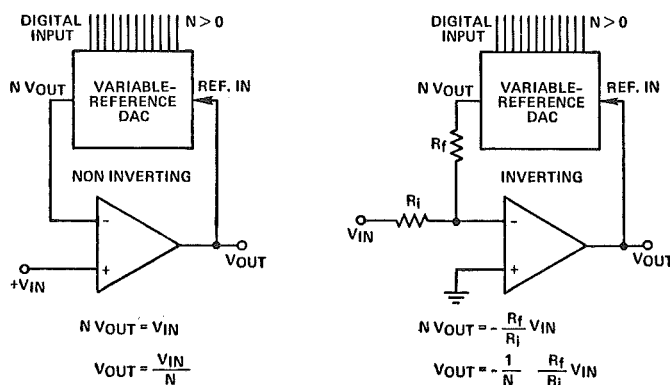 DIGITAL
INPUT
N > 0
N VOUT
VARIABLE-
REFERENCE
DAC
REF. IN
NON INVERTING
-
+
+VIN
VOUT
N VOUT = VIN
VOUT = VIN / N
DIGITAL
INPUT
N > 0
N VOUT
VARIABLE-
REFERENCE
DAC
REF. IN
Rf
INVERTING
Ri
VIN
-
+
VOUT
N VOUT = - Rf / Ri VIN
VOUT = - 1 / N Rf / Ri VIN